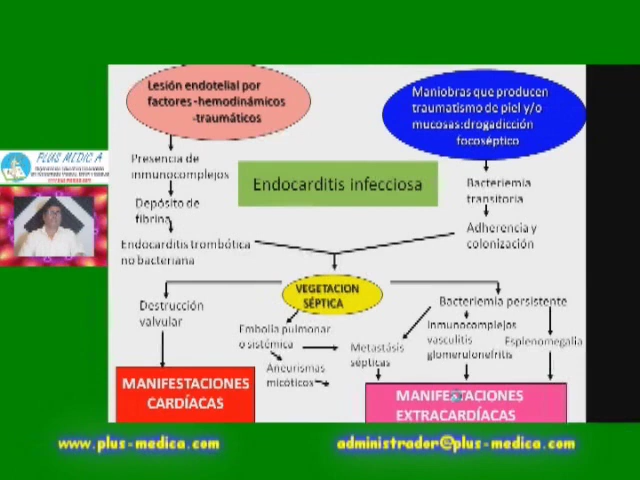 Lesión endotelial por
factores -hemodinámicos
-traumáticos
Maniobras que producen
traumatismo de piel y/o
mucosas:drogadicción
focoséptico
PLUS MEDIC A
Presencia de
inmunocomplejos
Endocarditis infecciosa
Bacteriemia
transitoria
Depósito de
fibrina
Adherencia y
colonización
Endocarditis trombótica
no bacteriana
VEGETACION
SÉPTICA
Destrucción
valvular
Bacteriemia persistente
Embolia pulmonar
o sistémica
Inmunocomplejos
vasculitis
glomerulonefritis
Esplenomegalia
Metastásis
sépticas
Aneurismas
micóticos
MANIFESTACIONES
CARDÍACAS
MANIFESTACIONES
EXTRACARDÍACAS
www.plus-medica.com
administrador@plus-medica.com